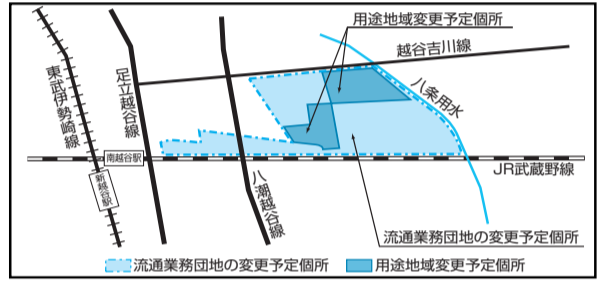 用途地域変更予定個所
越谷吉川線
東武伊勢崎線
足立越谷線
八条用水
南越谷駅
JR武蔵野線
新越谷駅
八潮越谷線
流通業務団地の変更予定個所
流通業務団地の変更予定個所
用途地域変更予定個所